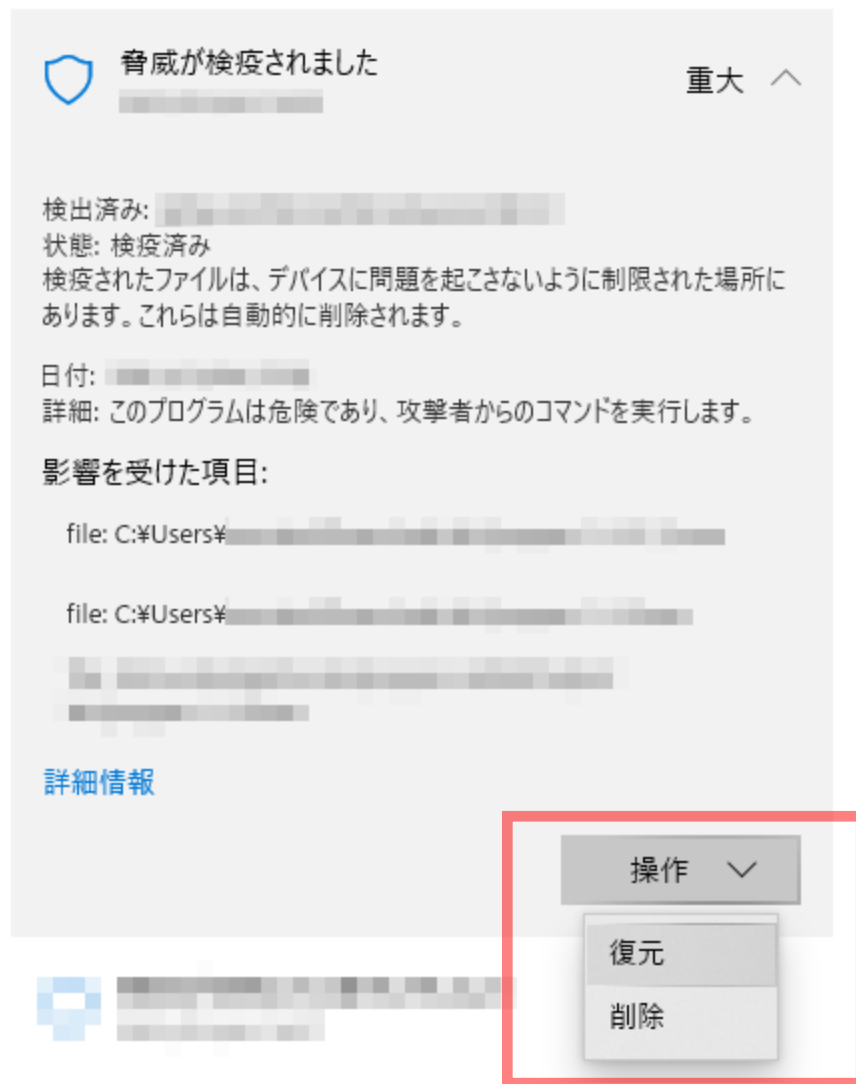 脅威が検疫されました
重大
検出済み:
状態: 検疫済み
検疫されたファイルは、デバイスに問題を起こさないように制限された場所に
あります。これらは自動的に削除されます。
日付:
詳細: このプログラムは危険であり、攻撃者からのコマンドを実行します。
影響を受けた項目:
file: C:¥Users¥
file: C:¥Users¥
詳細情報
操作
復元
削除